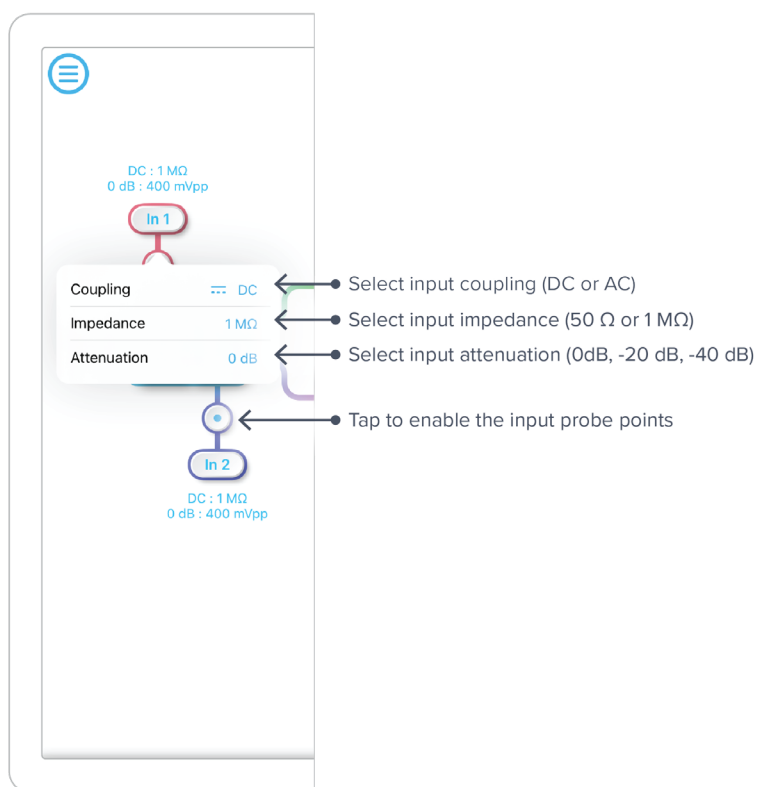 DC : 1 MΩ
0 dB : 400 mVpp
In 1
Coupling DC
Select input coupling (DC or AC)
Impedance 1 MΩ
Select input impedance (50 Ω or 1 MΩ)
Attenuation 0 dB
Select input attenuation (0dB, -20 dB, -40 dB)
Tap to enable the input probe points
In 2
DC : 1 MΩ
0 dB : 400 mVpp